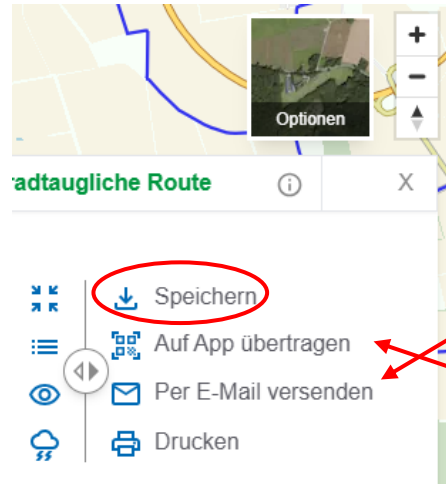 Optionen
radtaugliche Route
X
Speichern
Auf App übertragen
Per E-Mail versenden
Drucken